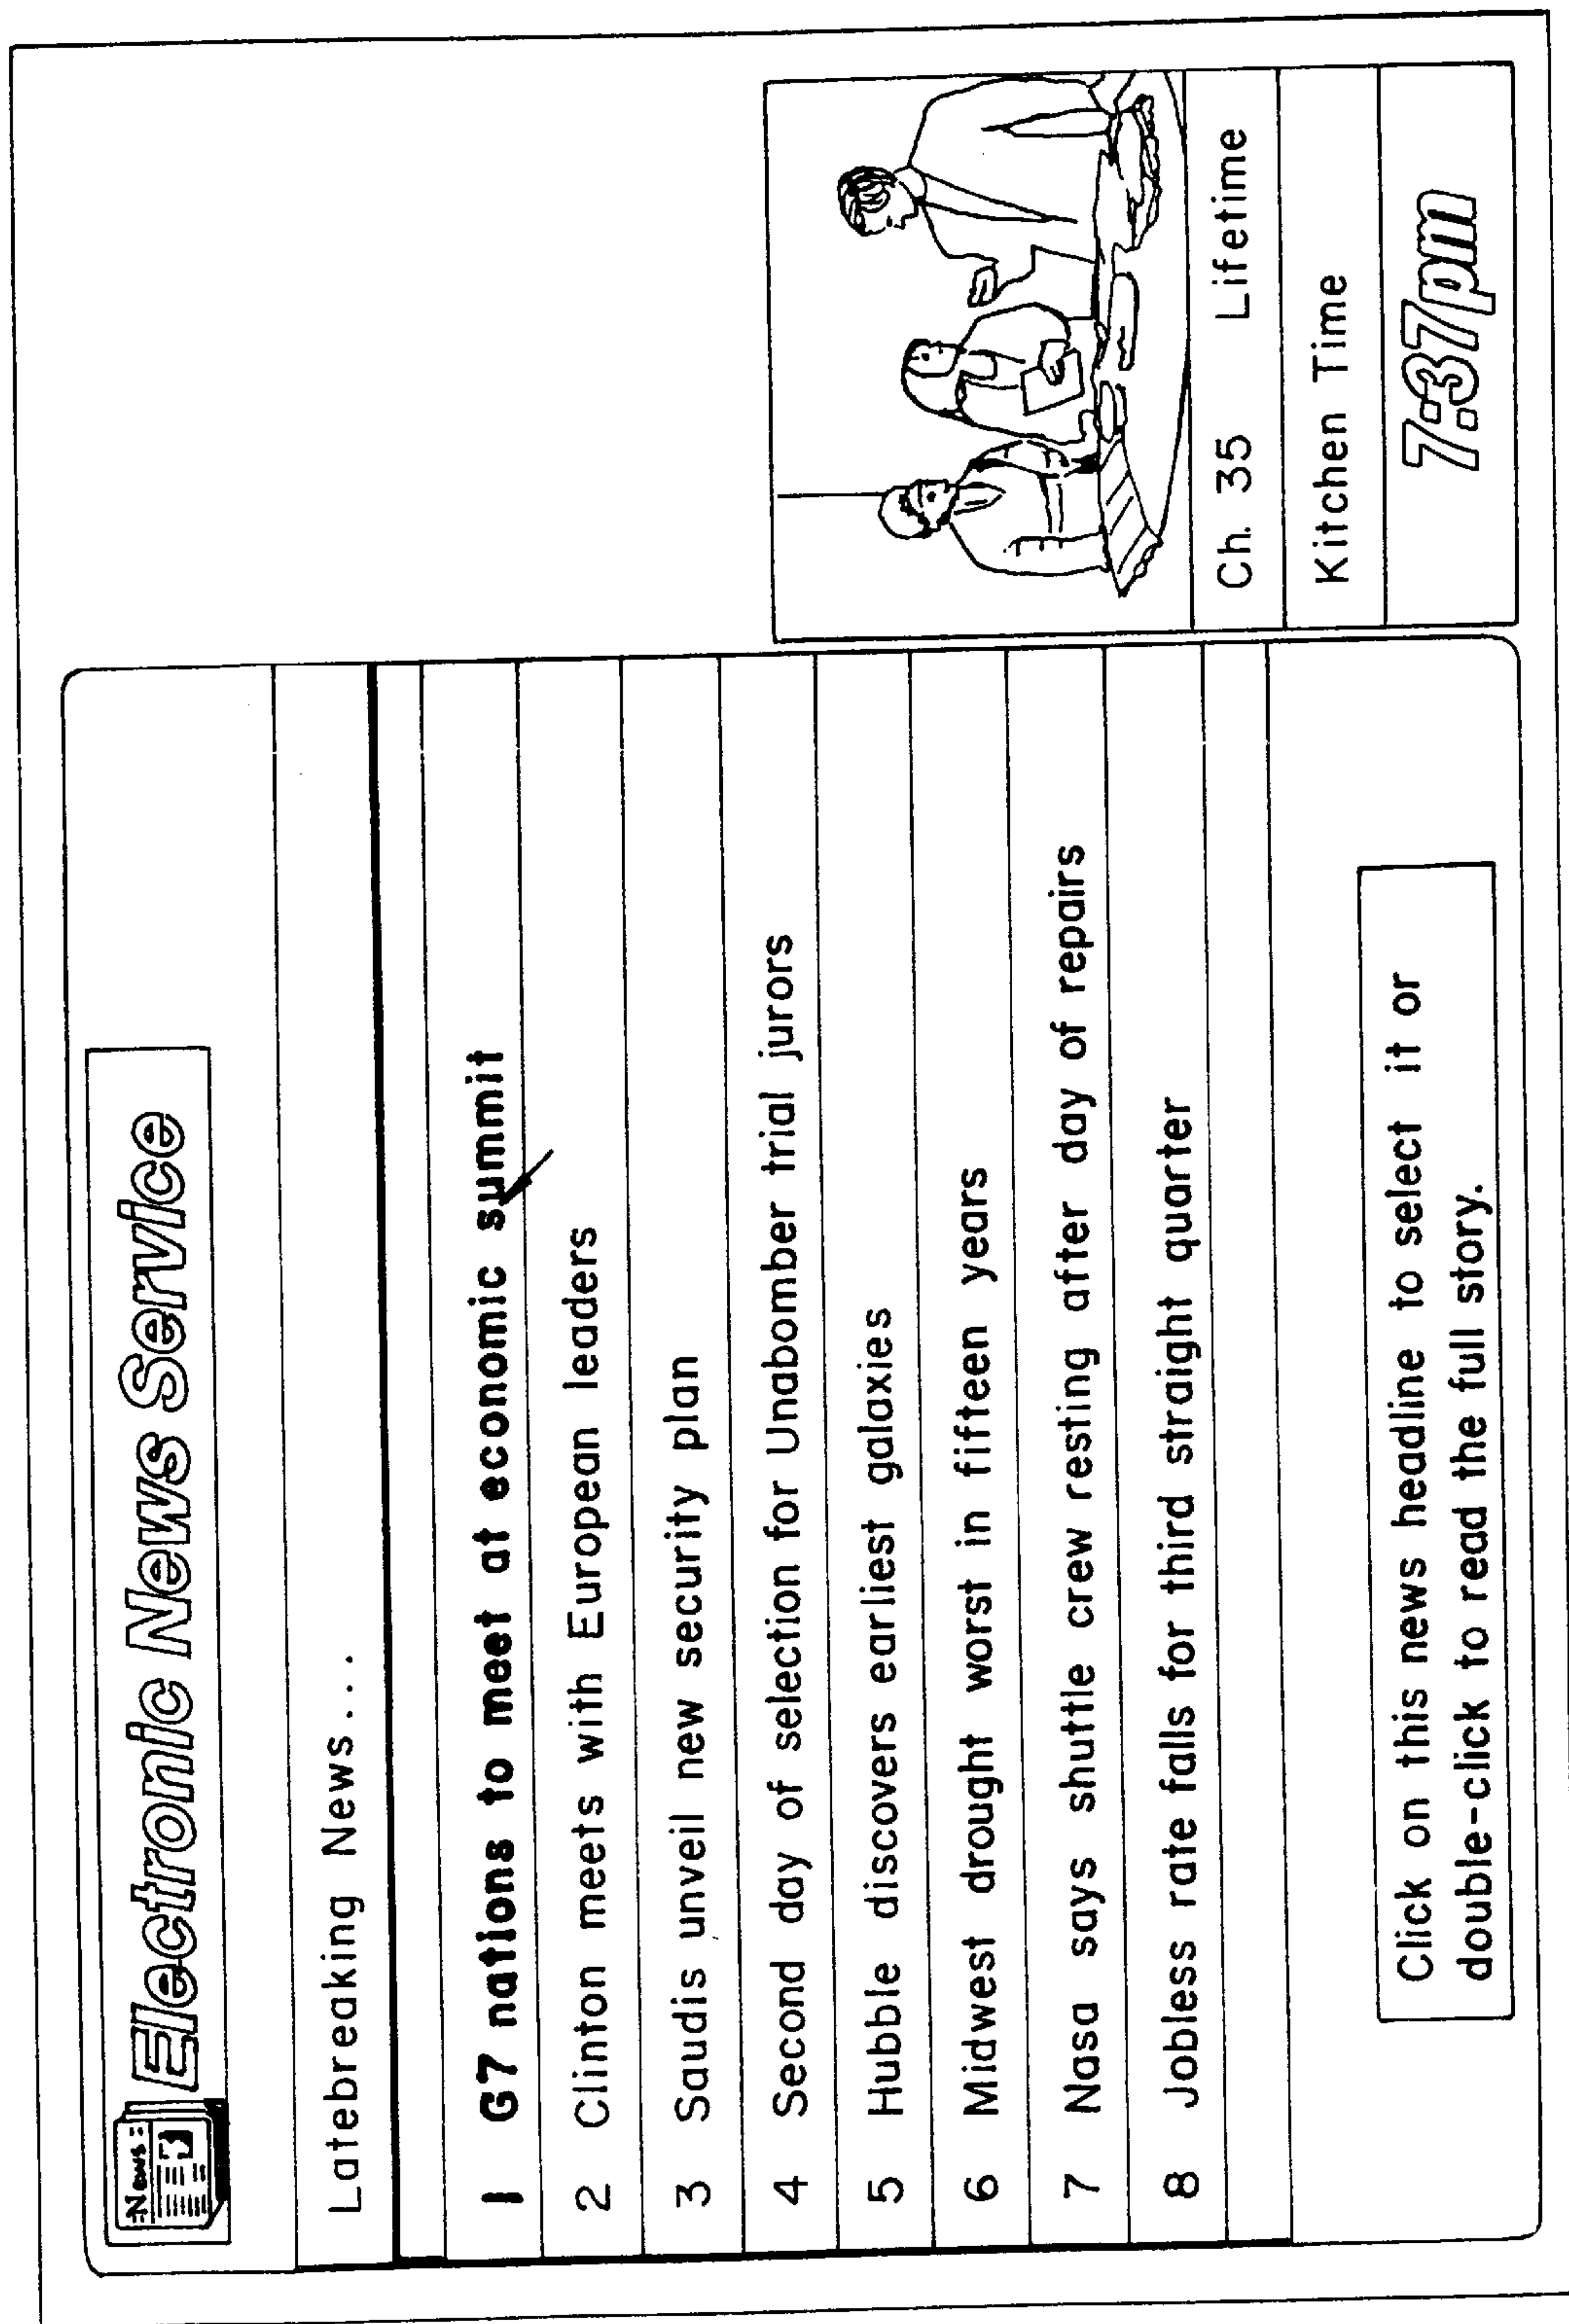 News
Electronic News Service
Latebreaking News...
1 G7 nations to meet at economic summit
2 Clinton meets with European leaders
3 Saudis unveil new security plan
4 Second day of selection for Unabomber trial jurors
5 Hubble discovers earliest galaxies
6 Midwest drought worst in fifteen years
7 Nasa says shuttle crew resting after day of repairs
8 Jobless rate falls for third straight quarter
Click on this news headline to select it or
double-click to read the full story.
Ch. 35 Lifetime
Kitchen Time
7:37pm